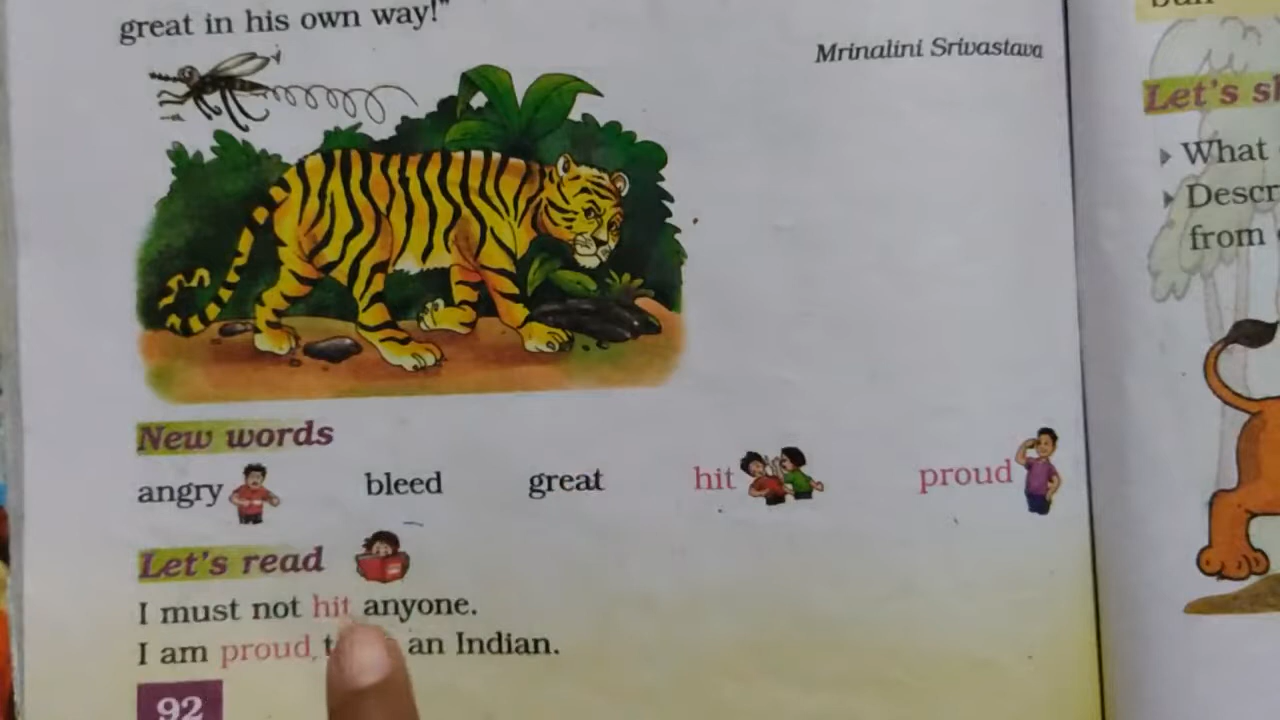 great in his own way!"
Mrinalini Srivastava
New words
angry bleed great hit proud
Let's read
I must not hit anyone.
I am proud an Indian.
92
Let's
What
Descr
from